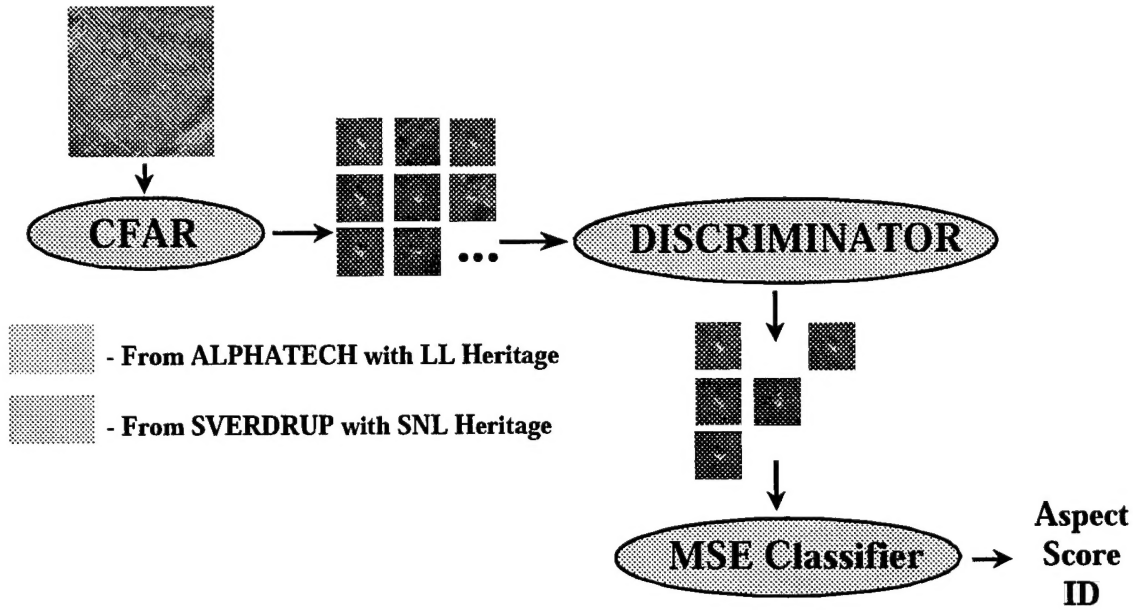 CFAR
•••
DISCRIMINATOR
- From ALPHATECH with LL Heritage
- From SVERDRUP with SNL Heritage
MSE Classifier
Aspect
Score
ID